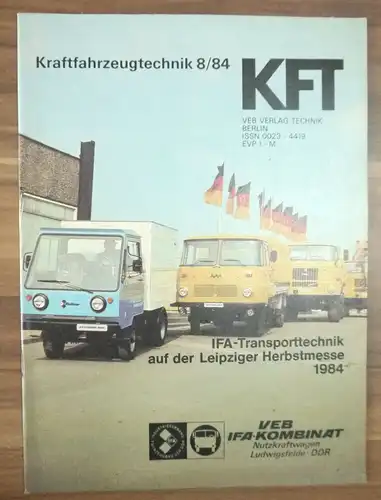 Kraftfahrzeugtechnik 8/84
KFT
VEB VERLAG TECHNIK
BERLIN
ISSN 0023 - 4419
EVP 1,- M
IFA-Transporttechnik
auf der Leipziger Herbstmesse
1984
VEB
IFA-KOMBINAT
Nutzkraftwagen
Ludwigsfelde · DDR